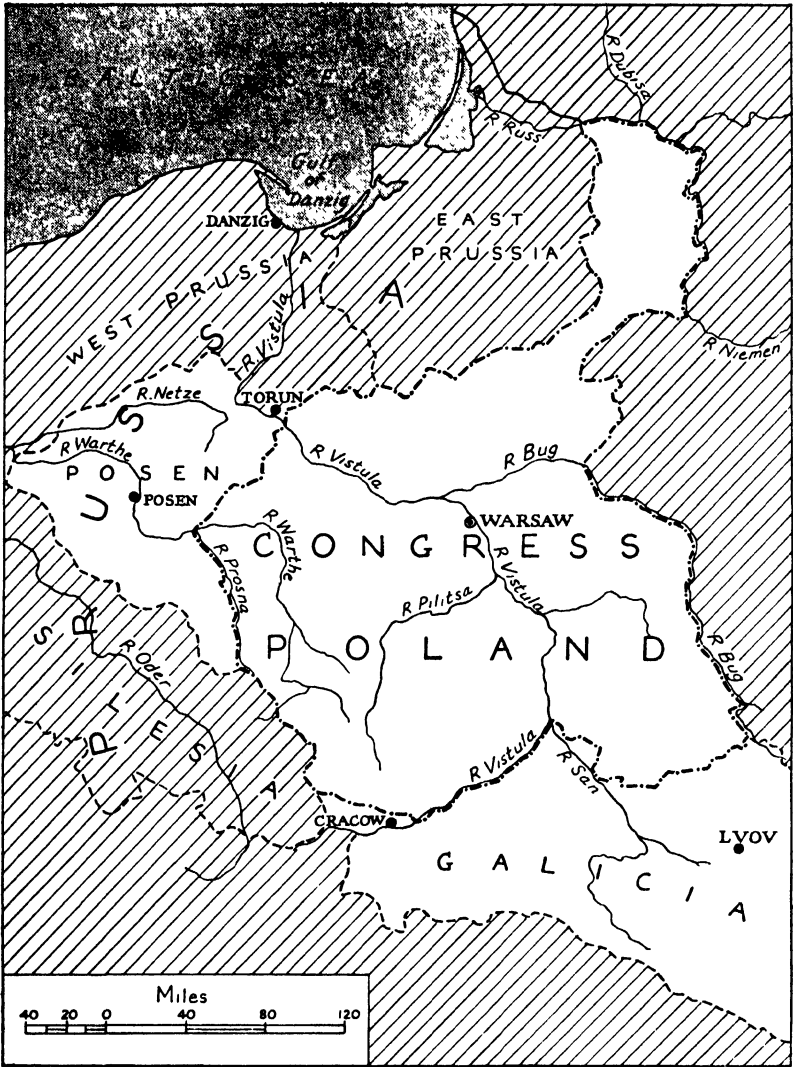 BALTIC SEA
R Dubisa
R Russ
Gulf
of
Danzig
DANZIG
EAST
PRUSSIA
WEST PRUSSIA
R.Vistula
R Niemen
PRUSSIA
R.Netze
TORUN
R Warthe
POSEN
POSEN
R Vistula
R Bug
WARSAW
CONGRESS
POLAND
R Warthe
R Prosna
R Pilitsa
R Vistula
R Bug
R Oder
SILESIA
R Vistula
R San
CRACOW
LVOV
GALICIA
Miles
40 20 0 40 80 120